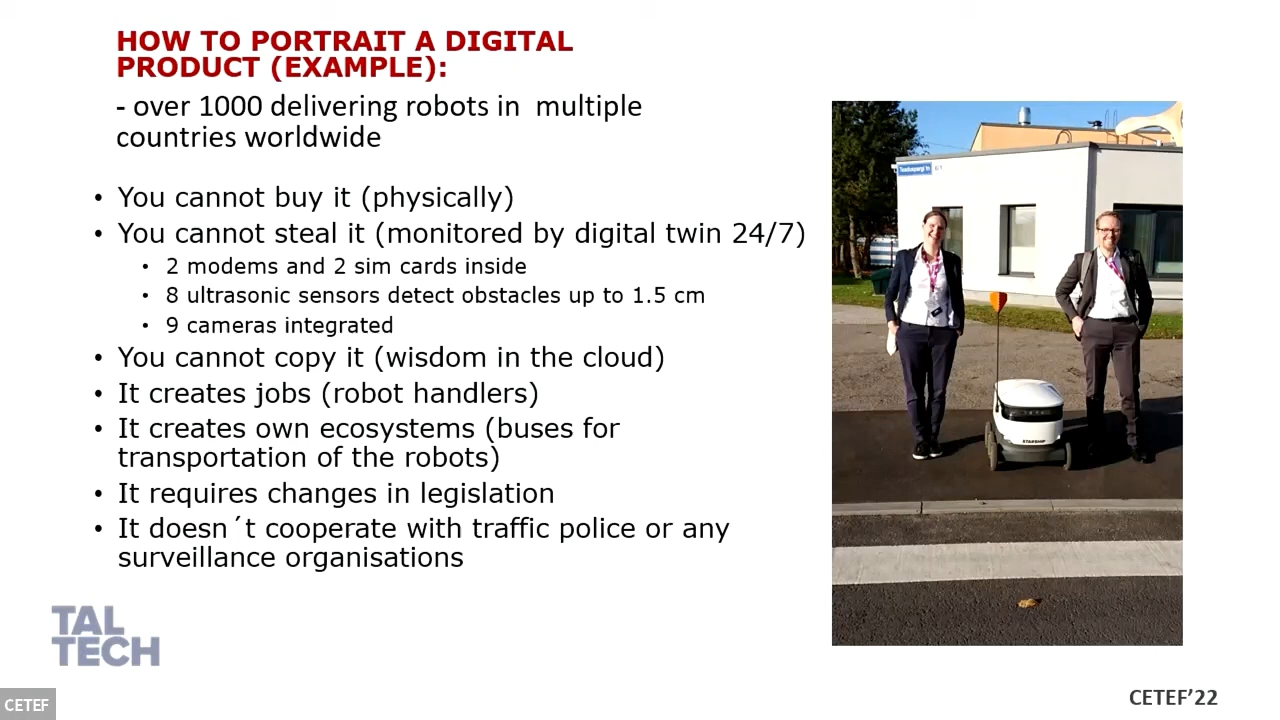 HOW TO PORTRAIT A DIGITAL
PRODUCT (EXAMPLE):
- over 1000 delivering robots in multiple
countries worldwide
• You cannot buy it (physically)
• You cannot steal it (monitored by digital twin 24/7)
• 2 modems and 2 sim cards inside
• 8 ultrasonic sensors detect obstacles up to 1.5 cm
• 9 cameras integrated
• You cannot copy it (wisdom in the cloud)
• It creates jobs (robot handlers)
• It creates own ecosystems (buses for
transportation of the robots)
• It requires changes in legislation
• It doesn´t cooperate with traffic police or any
surveillance organisations
STARSHIP
TAL
TECH
CETEF
CETEF’22